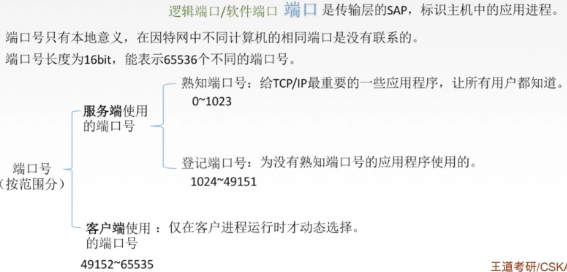 逻辑端口/软件端口 端口 是传输层的SAP，标识主机中的应用进程。
端口号只有本地意义，在因特网中不同计算机的相同端口是没有联系的。
端口号长度为16bit，能表示65536个不同的端口号。
熟知端口号：给TCP/IP最重要的一些应用程序，让所有用户都知道。
0~1023
服务端使用
的端口号
登记端口号：为没有熟知端口号的应用程序使用的。
1024~49151
端口号
（按范围分）
客户端使用：仅在客户进程运行时才动态选择。
的端口号
49152~65535
王道考研/CSKA